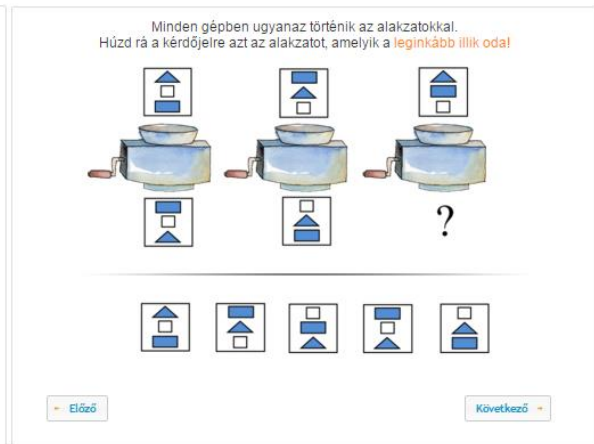 Minden gépben ugyanaz történik az alakzatokkal.
Húzd rá a kérdőjelre azt az alakzatot, amelyik a leginkább illik oda!
?
Előző
Következő